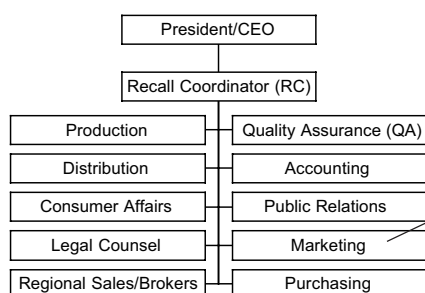 President/CEO
Recall Coordinator (RC)
Production
Quality Assurance (QA)
Distribution
Accounting
Consumer Affairs
Public Relations
Legal Counsel
Marketing
Regional Sales/Brokers
Purchasing